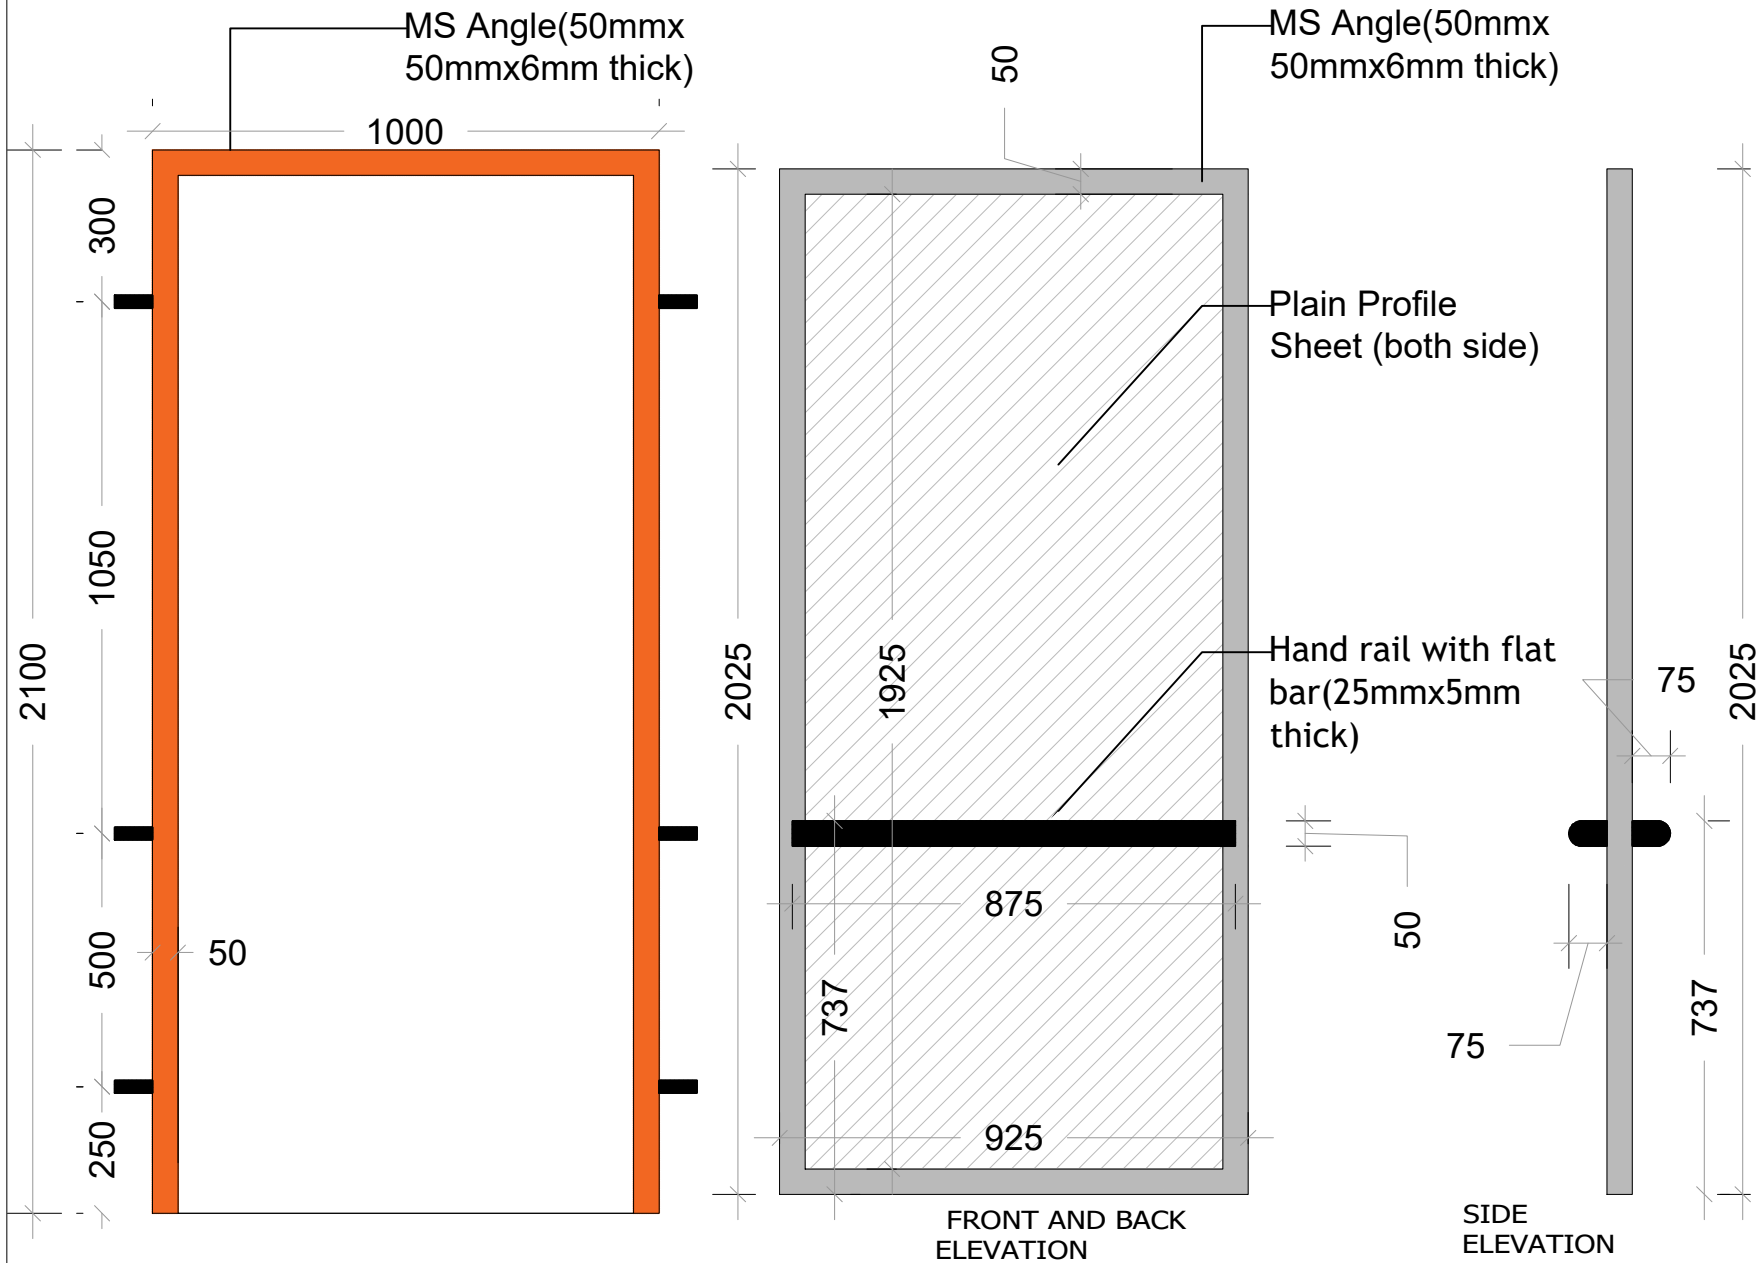 MS Angle(50mmx
50mmx6mm thick)
1000
300
1050
2100
500
50
250
MS Angle(50mmx
50mmx6mm thick)
50
Plain Profile
Sheet (both side)
2025
1925
Hand rail with flat
bar(25mmx5mm
thick)
875
50
737
925
FRONT AND BACK
ELEVATION
75
2025
737
75
SIDE
ELEVATION